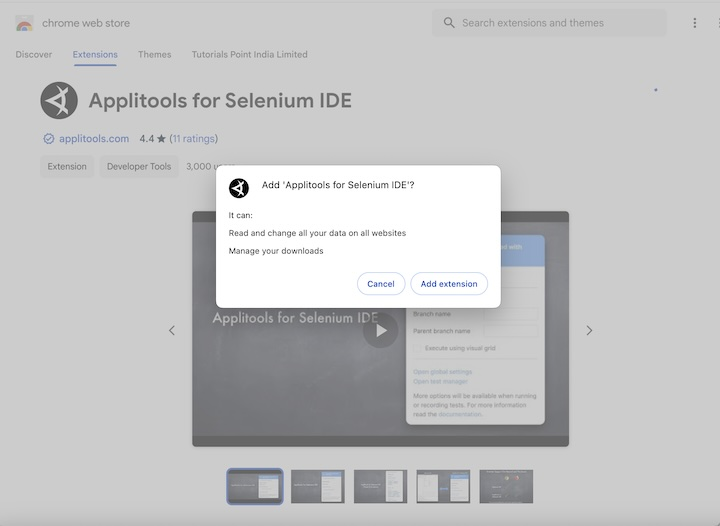 chrome web store
Search extensions and themes
Discover Extensions Themes Tutorials Point India Limited
Applitools for Selenium IDE
applitools.com 4.4 ★ (11 ratings)
Extension Developer Tools 3,000
Add 'Applitools for Selenium IDE'?
It can:
Read and change all your data on all websites
Manage your downloads
Cancel Add extension
with
Applitools for Selenium IDE
Branch name
Parent branch name
Execute using visual grid
Open global settings
Open test manager
More options will be available when running
or recording tests. For more information
read the documentation.